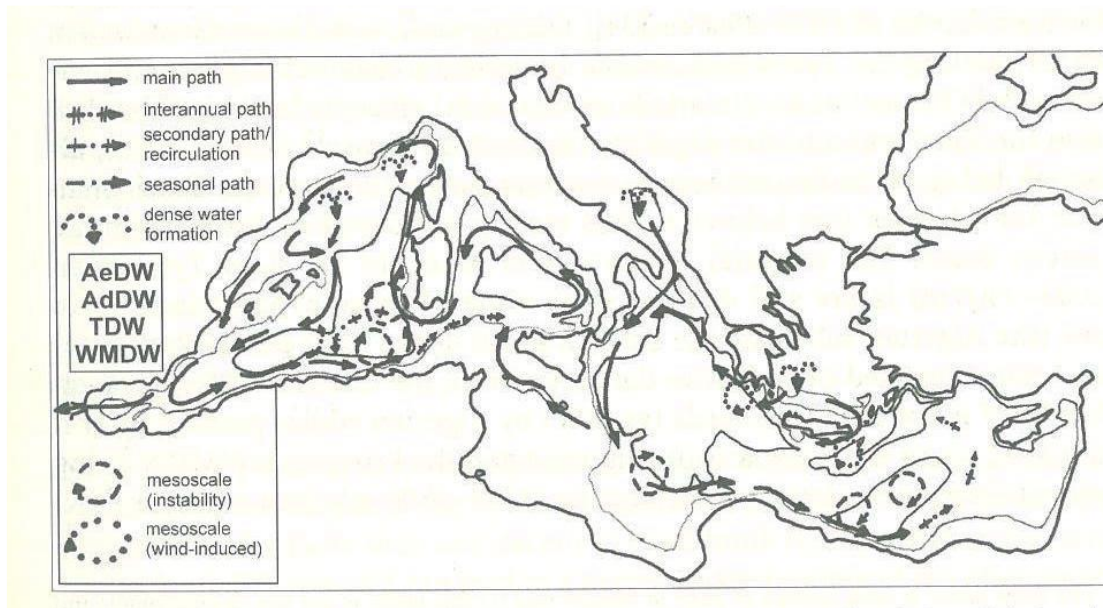 main path
interannual path
secondary path/
recirculation
seasonal path
dense water
formation
AeDW
AdDW
TDW
WMDW
mesoscale
(instability)
mesoscale
(wind-induced)